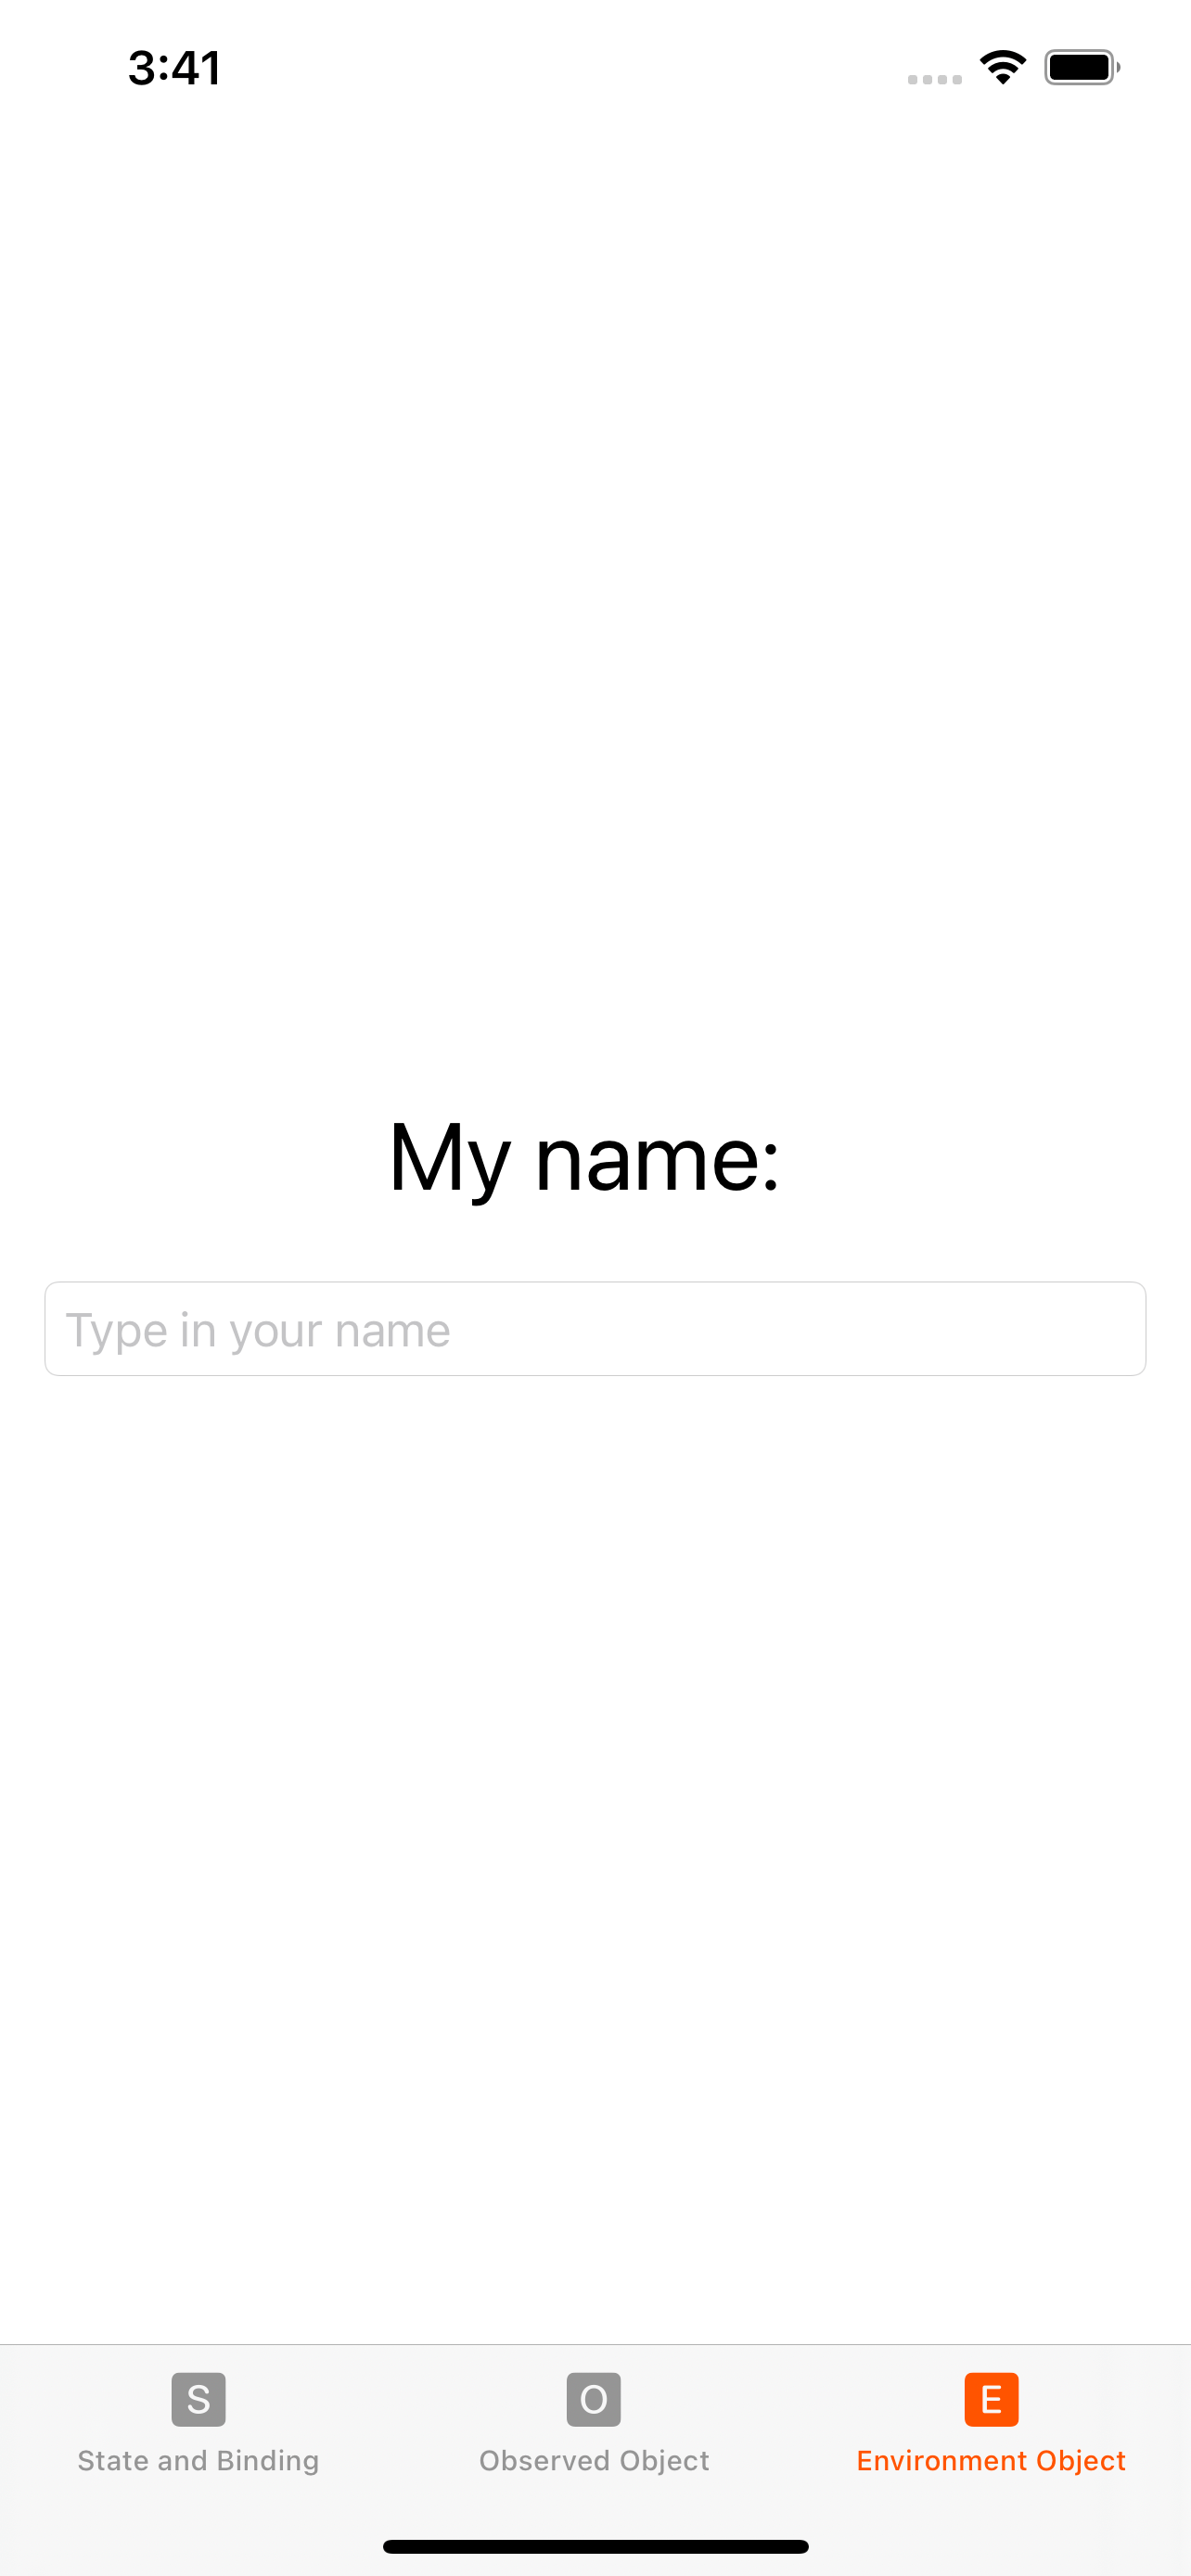 3:41
My name:
Type in your name
S
O
E
State and Binding
Observed Object
Environment Object